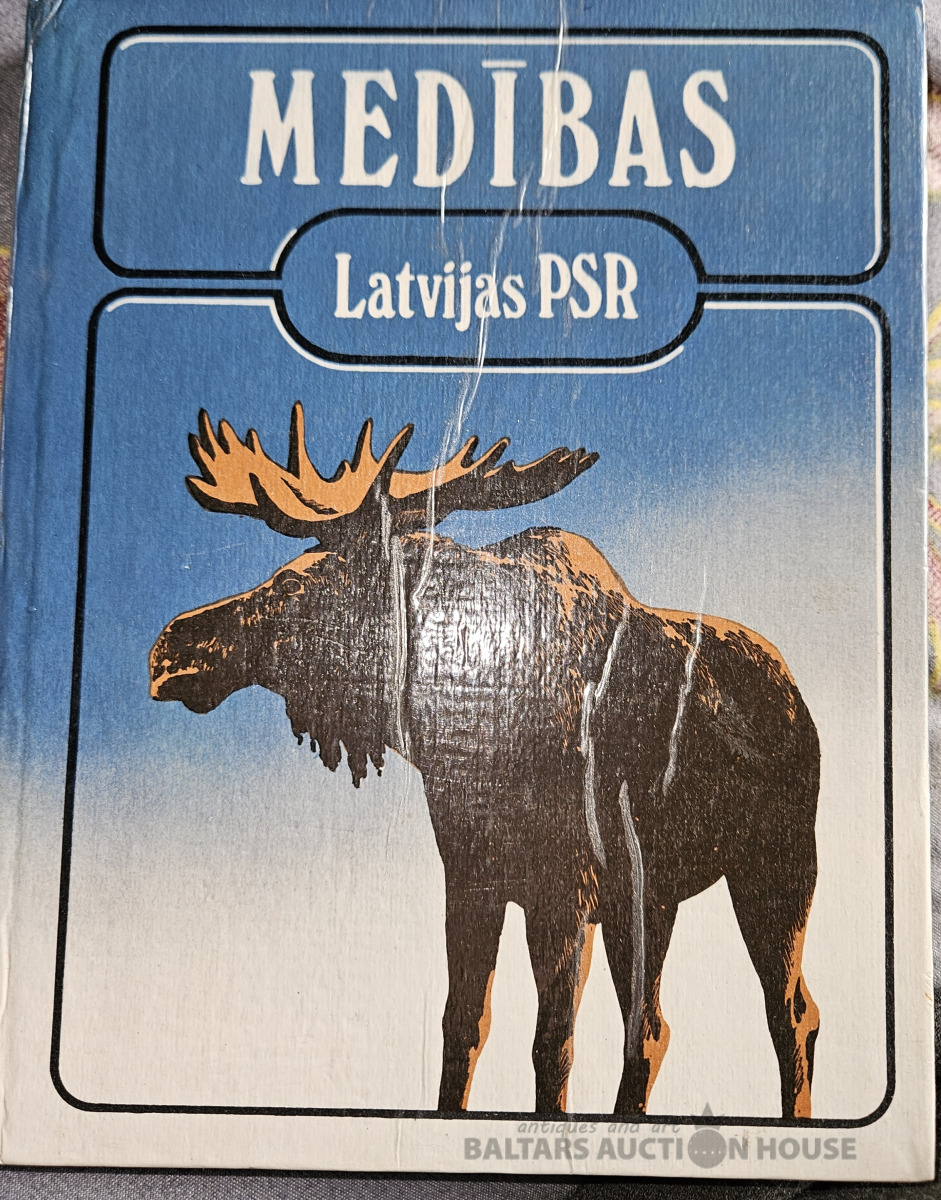 MEDĪBAS
Latvijas PSR
antiques and art
BALTARS AUCTION HOUSE